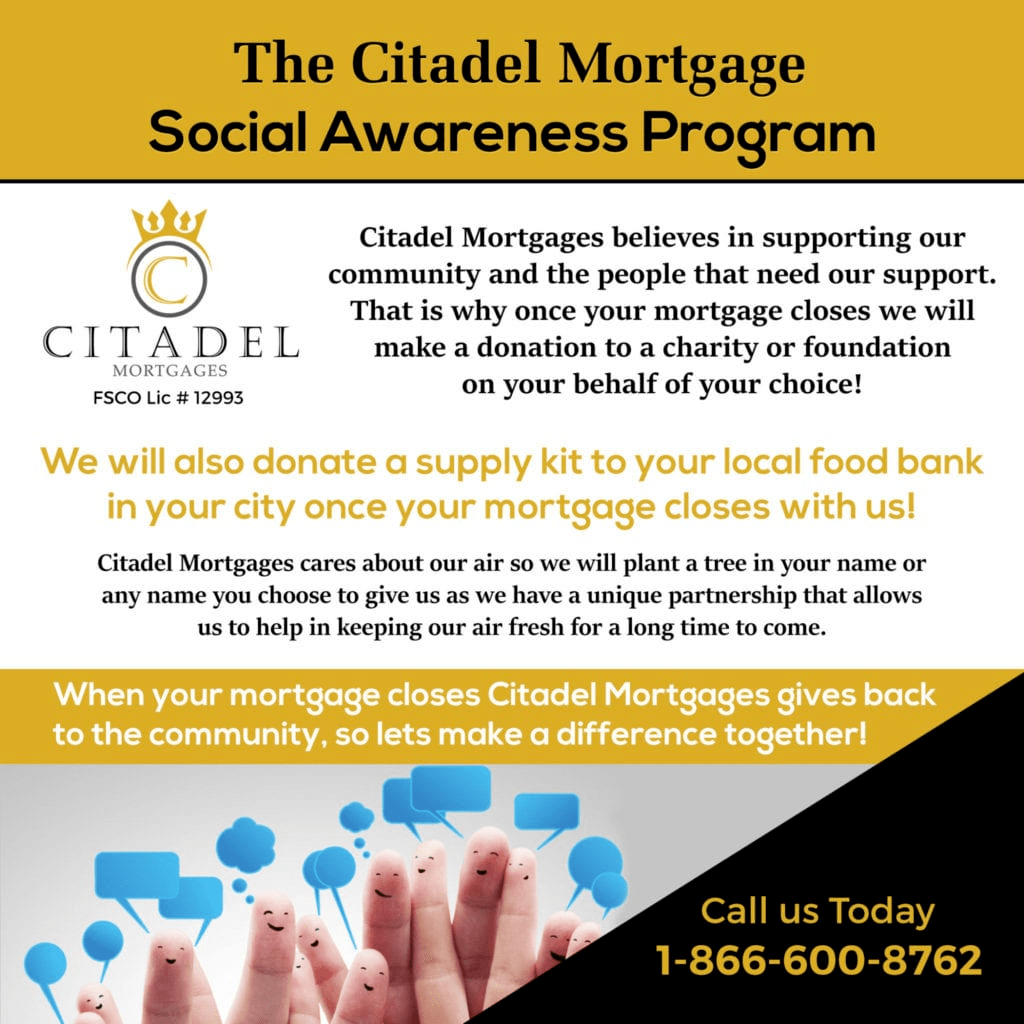 The Citadel Mortgage
Social Awareness Program
C
CITADEL
MORTGAGES
FSCO Lic # 12993
Citadel Mortgages believes in supporting our
community and the people that need our support.
That is why once your mortgage closes we will
make a donation to a charity or foundation
on your behalf of your choice!
We will also donate a supply kit to your local food bank
in your city once your mortgage closes with us!
Citadel Mortgages cares about our air so we will plant a tree in your name or
any name you choose to give us as we have a unique partnership that allows
us to help in keeping our air fresh for a long time to come.
When your mortgage closes Citadel Mortgages gives back
to the community, so lets make a difference together!
Call us Today
1-866-600-8762